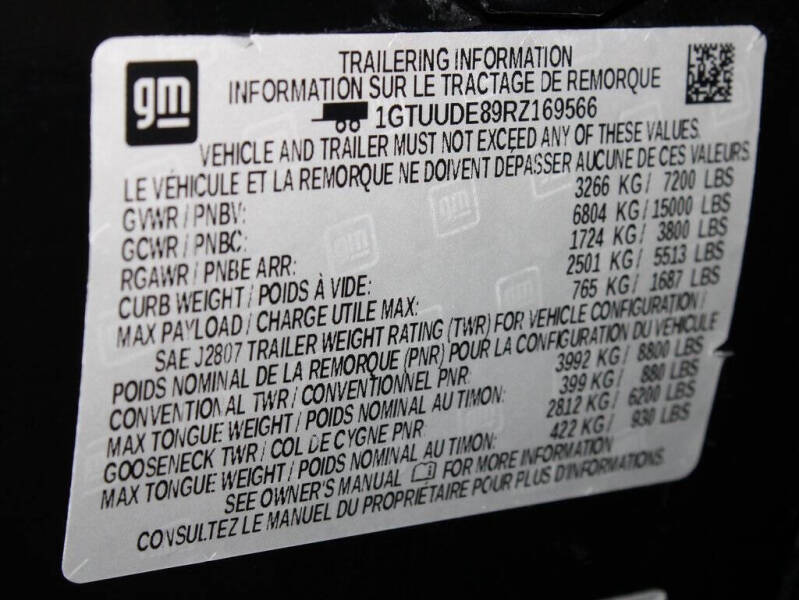 gm
TRAILERING INFORMATION
INFORMATION SUR LE TRACTAGE DE REMORQUE
1GTUUDE89RZ169566
VEHICLE AND TRAILER MUST NOT EXCEED ANY OF THESE VALUES.
LE VÉHICULE ET LA REMORQUE NE DOIVENT DÉPASSER AUCUNE DE CES VALEURS
GVWR / PNBV: 3266 KG / 7200 LBS
GCWR / PNBC: 6804 KG / 15000 LBS
RGAWR / PNBE ARR: 1724 KG / 3800 LBS
CURB WEIGHT / POIDS À VIDE: 2501 KG / 5513 LBS
MAX PAYLOAD / CHARGE UTILE MAX: 765 KG / 1687 LBS
SAE J2807 TRAILER WEIGHT RATING (TWR) FOR VEHICLE CONFIGURATION /
POIDS NOMINAL DE LA REMORQUE (PNR) POUR LA CONFIGURATION DU VÉHICULE
CONVENTIONAL TWR / CONVENTIONNEL PNR: 3992 KG / 8800 LBS
MAX TONGUE WEIGHT / POIDS NOMINAL AU TIMON: 399 KG / 880 LBS
GOOSENECK TWR / COL DE CYGNE PNR: 2812 KG / 6200 LBS
MAX TONGUE WEIGHT / POIDS NOMINAL AU TIMON: 422 KG / 930 LBS
SEE OWNER'S MANUAL FOR MORE INFORMATION
CONSULTEZ LE MANUEL DU PROPRIÉTAIRE POUR PLUS D'INFORMATIONS